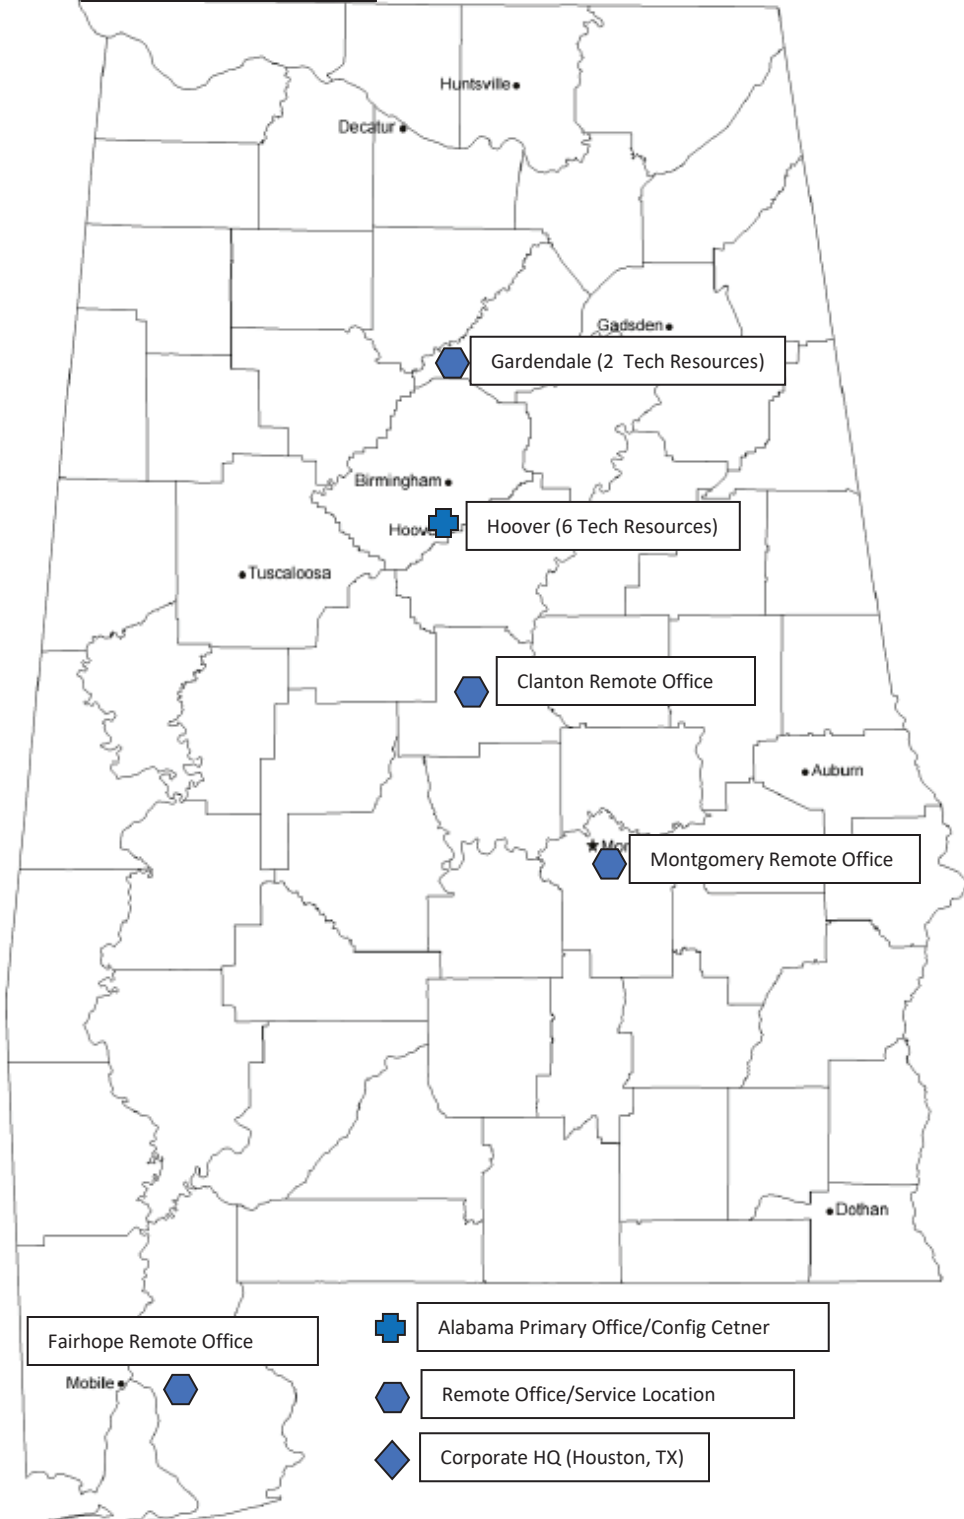 Huntsville
Decatur
Gadsden
Gardendale (2 Tech Resources)
Birmingham
Hoove
Hoover (6 Tech Resources)
Tuscaloosa
Clanton Remote Office
Auburn
Mon
Montgomery Remote Office
Dothan
Alabama Primary Office/Config Cetner
Fairhope Remote Office
Mobile
Remote Office/Service Location
Corporate HQ (Houston, TX)